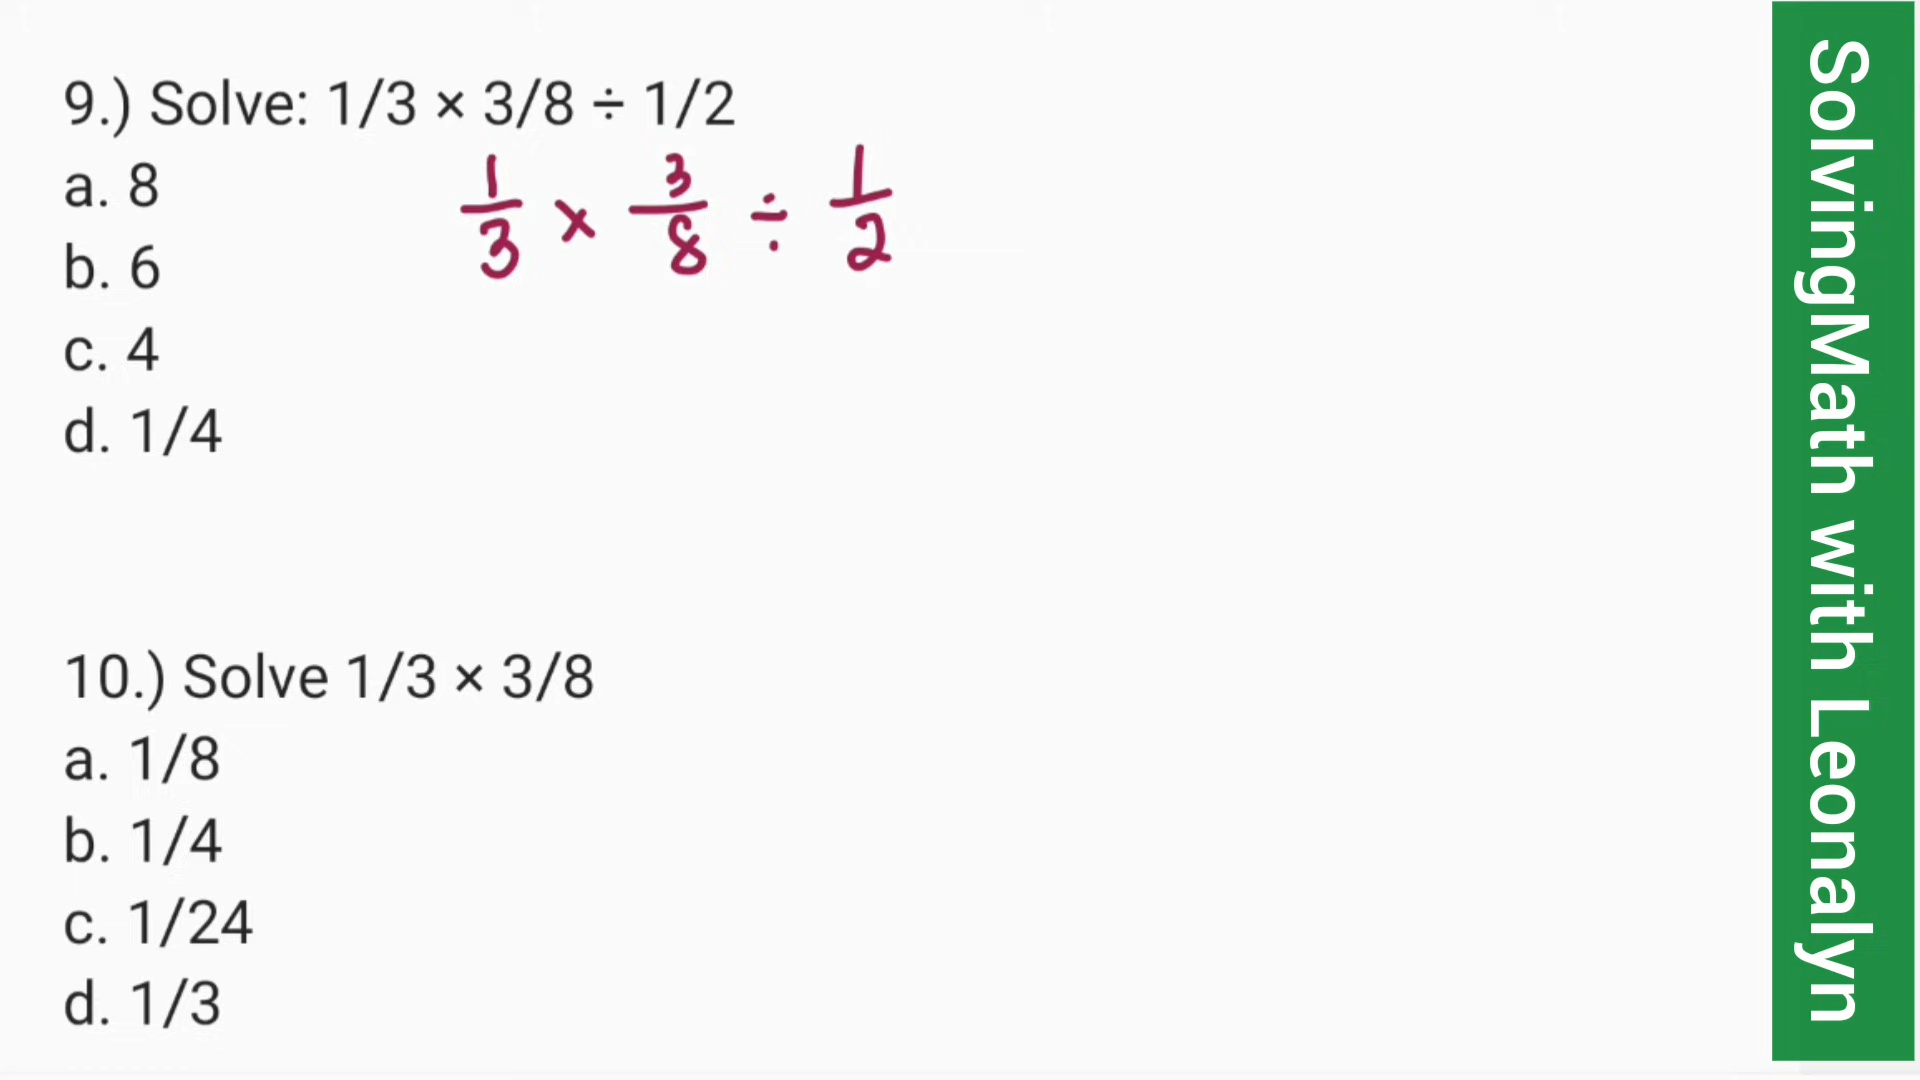 9.) Solve: 1/3 × 3/8 ÷ 1/2
a. 8
1/3 × 3/8 ÷ 1/2
b. 6
c. 4
d. 1/4
10.) Solve 1/3 × 3/8
a. 1/8
b. 1/4
c. 1/24
d. 1/3
SolvingMath with Leonalyn